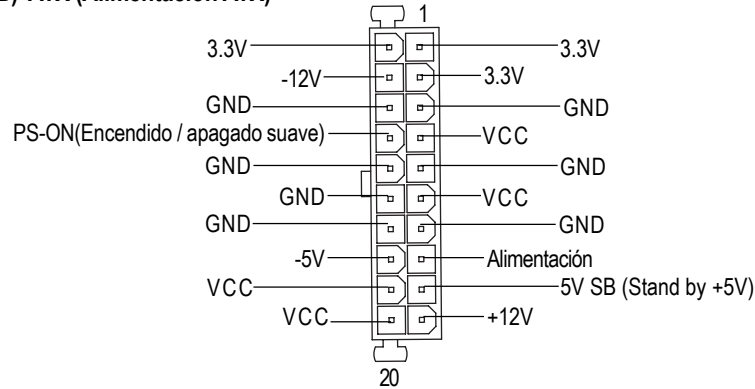 1
3.3V 3.3V
-12V 3.3V
GND GND
PS-ON(Encendido / apagado suave) VCC
GND GND
GND VCC
GND GND
-5V Alimentación
VCC 5V SB (Stand by +5V)
VCC +12V
20